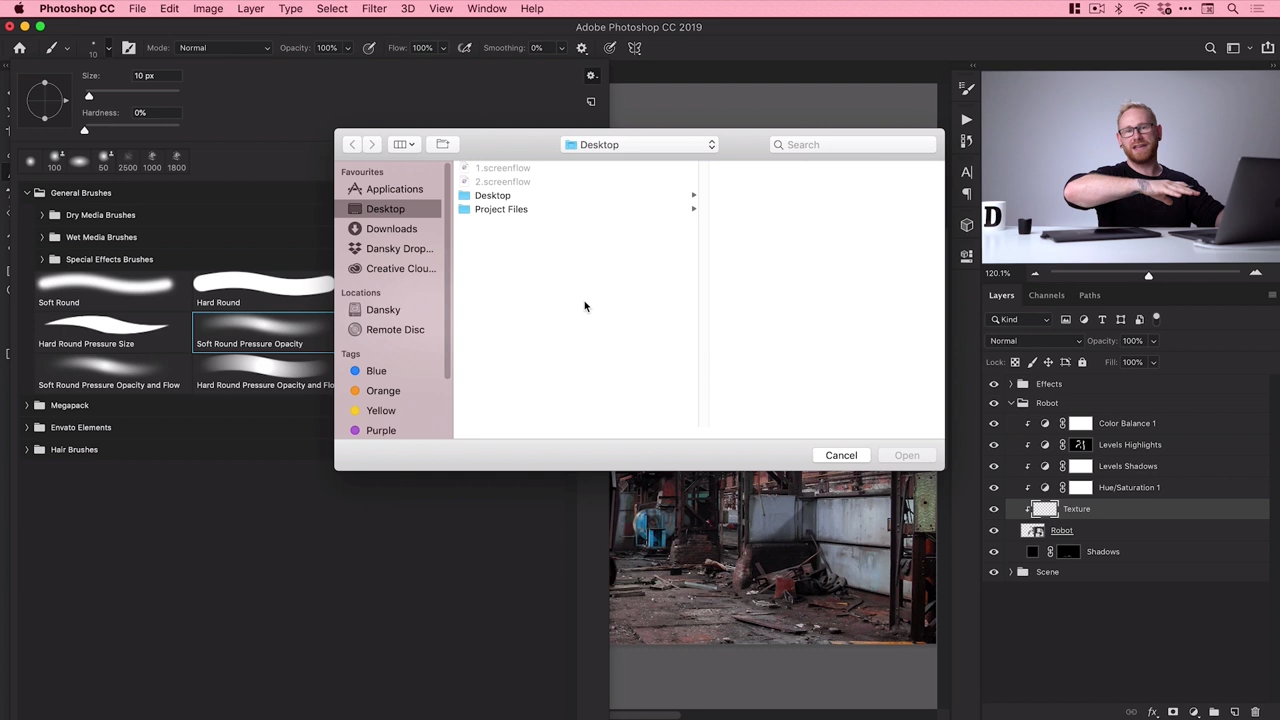 Photoshop CC File Edit Image Layer Type Select Filter 3D View Window Help
Adobe Photoshop CC 2019
10 Mode: Normal Opacity: 100% Flow: 100% Smoothing: 0%
Size: 10 px
Hardness: 0%
100 50 2500 1000 1800
General Brushes
Dry Media Brushes
Wet Media Brushes
Special Effects Brushes
Soft Round Hard Round
Hard Round Pressure Size Soft Round Pressure Opacity
Soft Round Pressure Opacity and Flow Hard Round Pressure Opacity and Flo
Megapack
Envato Elements
Hair Brushes
Desktop
Search
Favourites
Applications
Desktop
Downloads
Dansky Drop...
Creative Clou...
Locations
Dansky
Remote Disc
Tags
Blue
Orange
Yellow
Purple
1.screenflow
2.screenflow
Desktop
Project Files
Cancel Open
D
120.1%
Layers Channels Paths
Kind
Normal Opacity: 100%
Lock: Fill: 100%
Effects
Robot
Color Balance 1
Levels Highlights
Levels Shadows
Hue/Saturation 1
Texture
Robot
Shadows
Scene